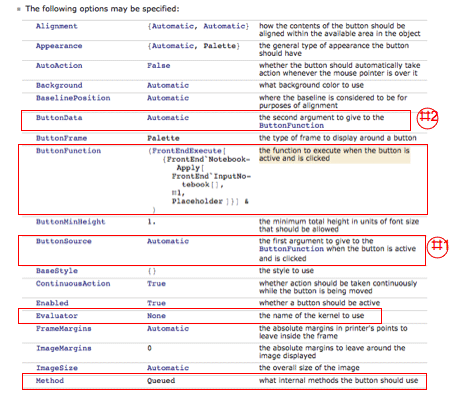 The following options may be specified:
Alignment {Automatic, Automatic} how the contents of the button should be
aligned within the available area in the object
Appearance {Automatic, Palette} the general type of appearance the button
should have
AutoAction False whether the button should automatically take
action whenever the mouse pointer is over it
Background Automatic what background color to use
BaselinePosition Automatic where the baseline is considered to be for
purposes of alignment
ButtonData Automatic the second argument to give to the
ButtonFunction
#2
ButtonFrame Palette the type of frame to display around a button
ButtonFunction (FrontEndExecute[ the function to execute when the button is
{FrontEnd`Notebook- active and is clicked
Apply[
FrontEnd`InputNo-
tebook[],
#1,
Placeholder]}] &
)
ButtonMinHeight 1. the minimum total height in units of font size
that should be allowed
ButtonSource Automatic the first argument to give to the
ButtonFunction when the button is active
and is clicked
#1
BaseStyle {} the style to use
ContinuousAction True whether action should be taken continuously
while the button is being moved
Enabled True whether a button should be active
Evaluator None the name of the kernel to use
FrameMargins Automatic the absolute margins in printer's points to
leave inside the frame
ImageMargins 0 the absolute margins to leave around the
image displayed
ImageSize Automatic the overall size of the image
Method Queued what internal methods the button should use